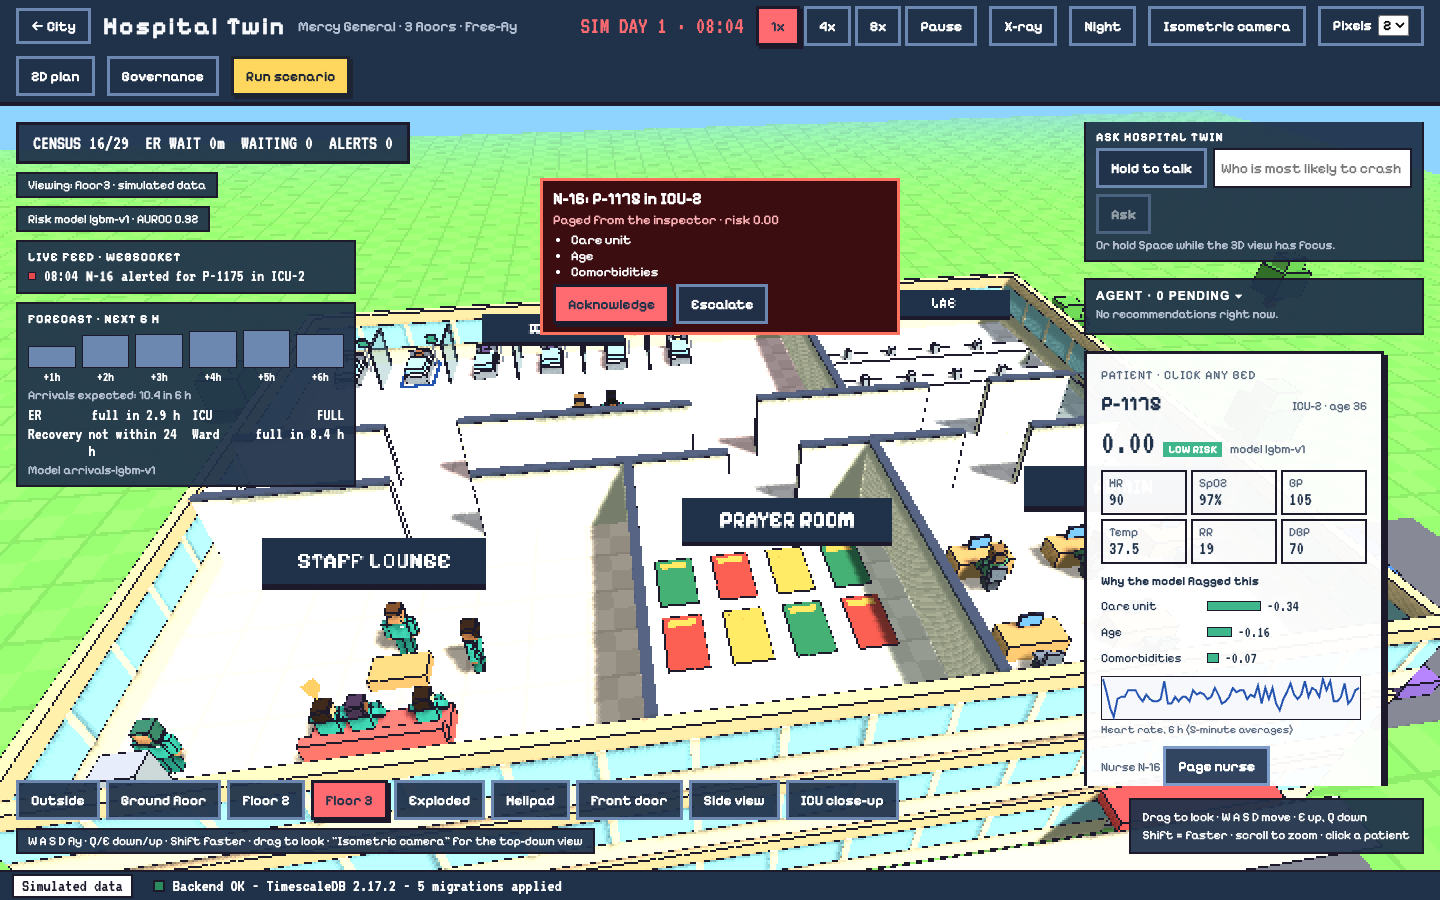 ← City
Hospital Twin
Mercy General · 3 floors · Free-fly
SIM DAY 1 · 08:04
1x
4x
8x
Pause
X-ray
Night
Isometric camera
Pixels 2
2D plan
Governance
Run scenario
CENSUS 16/29 ER WAIT 0m WAITING 0 ALERTS 0
Viewing: floor 3 · simulated data
Risk model lgbm-v1 · AUROC 0.92
LIVE FEED · WEBSOCKET
08:04 N-16 alerted for P-1175 in ICU-2
FORECAST · NEXT 6 H
+1h +2h +3h +4h +5h +6h
Arrivals expected: 10.4 in 6 h
ER full in 2.9 h ICU FULL
Recovery not within 24 h Ward full in 8.4 h
Model arrivals-lgbm-v1
N-16: P-1178 in ICU-2
Paged from the inspector · risk 0.00
• Care unit
• Age
• Comorbidities
Acknowledge
Escalate
ASK HOSPITAL TWIN
Hold to talk
Who is most likely to crash
Ask
Or hold Space while the 3D view has focus.
AGENT · 0 PENDING
No recommendations right now.
LAB
PRAYER ROOM
STAFF LOUNGE
PATIENT · CLICK ANY BED
P-1178
ICU-2 · age 36
0.00 LOW RISK model lgbm-v1
HR 90
SpO2 97%
BP 105
Temp 37.5
RR 19
DBP 70
Why the model flagged this
Care unit -0.34
Age -0.16
Comorbidities -0.07
Heart rate, 6 h (5-minute averages)
Nurse N-16
Page nurse
Outside
Ground floor
Floor 2
Floor 3
Exploded
Helipad
Front door
Side view
ICU close-up
W A S D fly · Q/E down/up · Shift faster · drag to look · "Isometric camera" for the top-down view
Drag to look · W A S D move · E up, Q down
Shift = faster · scroll to zoom · click a patient
Simulated data
Backend OK - TimescaleDB 2.17.2 - 5 migrations applied